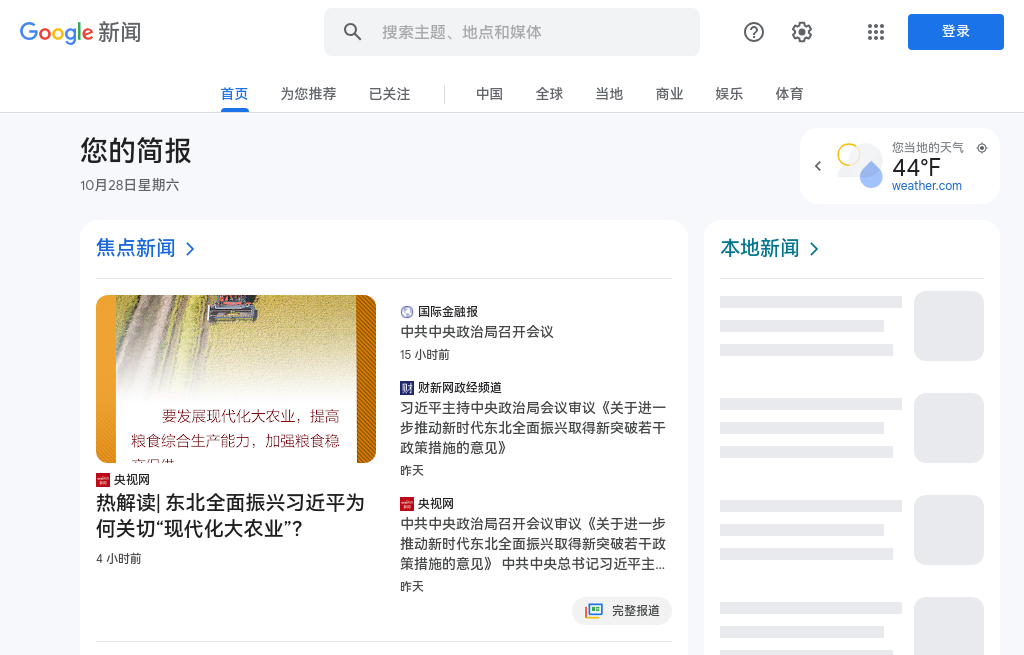 Google 新闻
搜索主题、地点和媒体
登录
首页
为您推荐
已关注
中国
全球
当地
商业
娱乐
体育
您的简报
10月28日星期六
您当地的天气
44°F
weather.com
焦点新闻
要发展现代化大农业，提高
粮食综合生产能力，加强粮食稳
央视网
热解读| 东北全面振兴习近平为
何关切“现代化大农业”？
4 小时前
国际金融报
中共中央政治局召开会议
15 小时前
财新网政经频道
习近平主持中央政治局会议审议《关于进一
步推动新时代东北全面振兴取得新突破若干
政策措施的意见》
昨天
央视网
中共中央政治局召开会议审议《关于进一步
推动新时代东北全面振兴取得新突破若干政
策措施的意见》 中共中央总书记习近平主...
昨天
完整报道
本地新闻